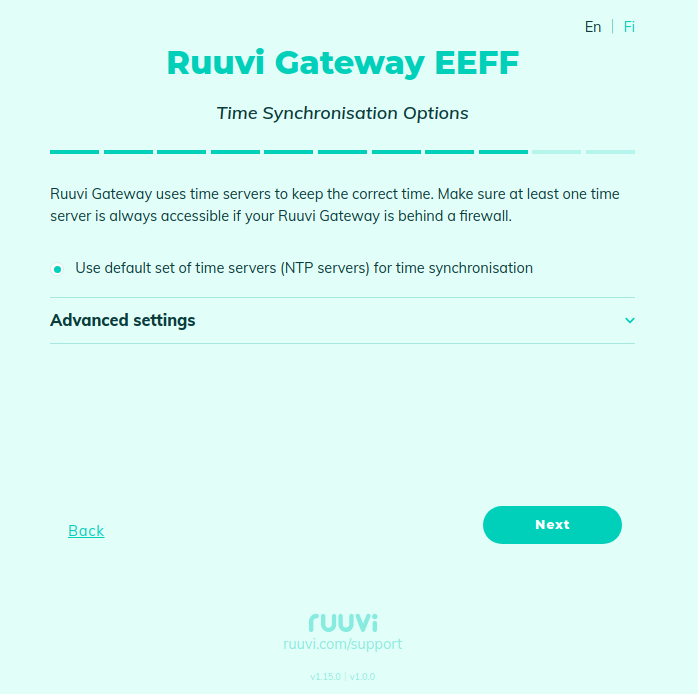 En | Fi
Ruuvi Gateway EEFF
Time Synchronisation Options
Ruuvi Gateway uses time servers to keep the correct time. Make sure at least one time
server is always accessible if your Ruuvi Gateway is behind a firewall.
Use default set of time servers (NTP servers) for time synchronisation
Advanced settings
Back
Next
ruuvi
ruuvi.com/support
v1.15.0 | v1.0.0